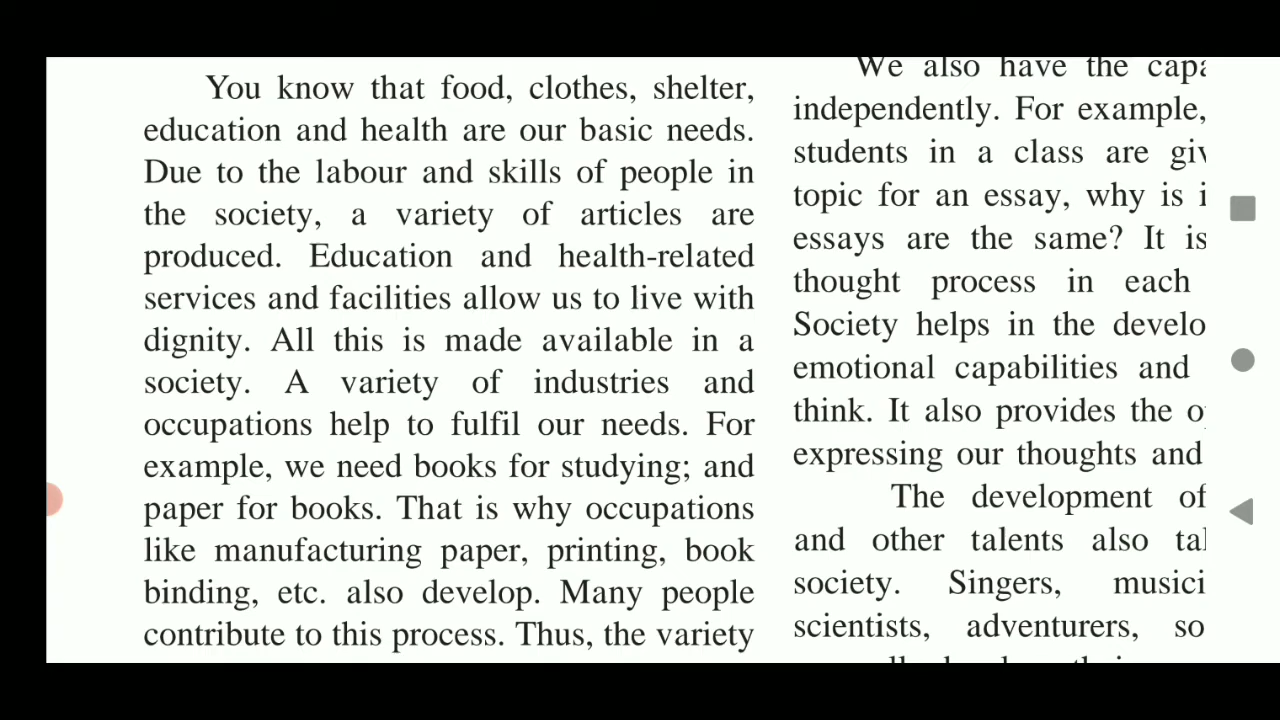 You know that food, clothes, shelter,
education and health are our basic needs.
Due to the labour and skills of people in
the society, a variety of articles are
produced. Education and health-related
services and facilities allow us to live with
dignity. All this is made available in a
society. A variety of industries and
occupations help to fulfil our needs. For
example, we need books for studying; and
paper for books. That is why occupations
like manufacturing paper, printing, book
binding, etc. also develop. Many people
contribute to this process. Thus, the variety
We also have the
independently. For example,
students in a class are
topic for an essay, why is
essays are the same? It is
thought process in each
Society helps in the
emotional capabilities and
think. It also provides the
expressing our thoughts and
The development of
and other talents also
society. Singers,
scientists, adventurers,